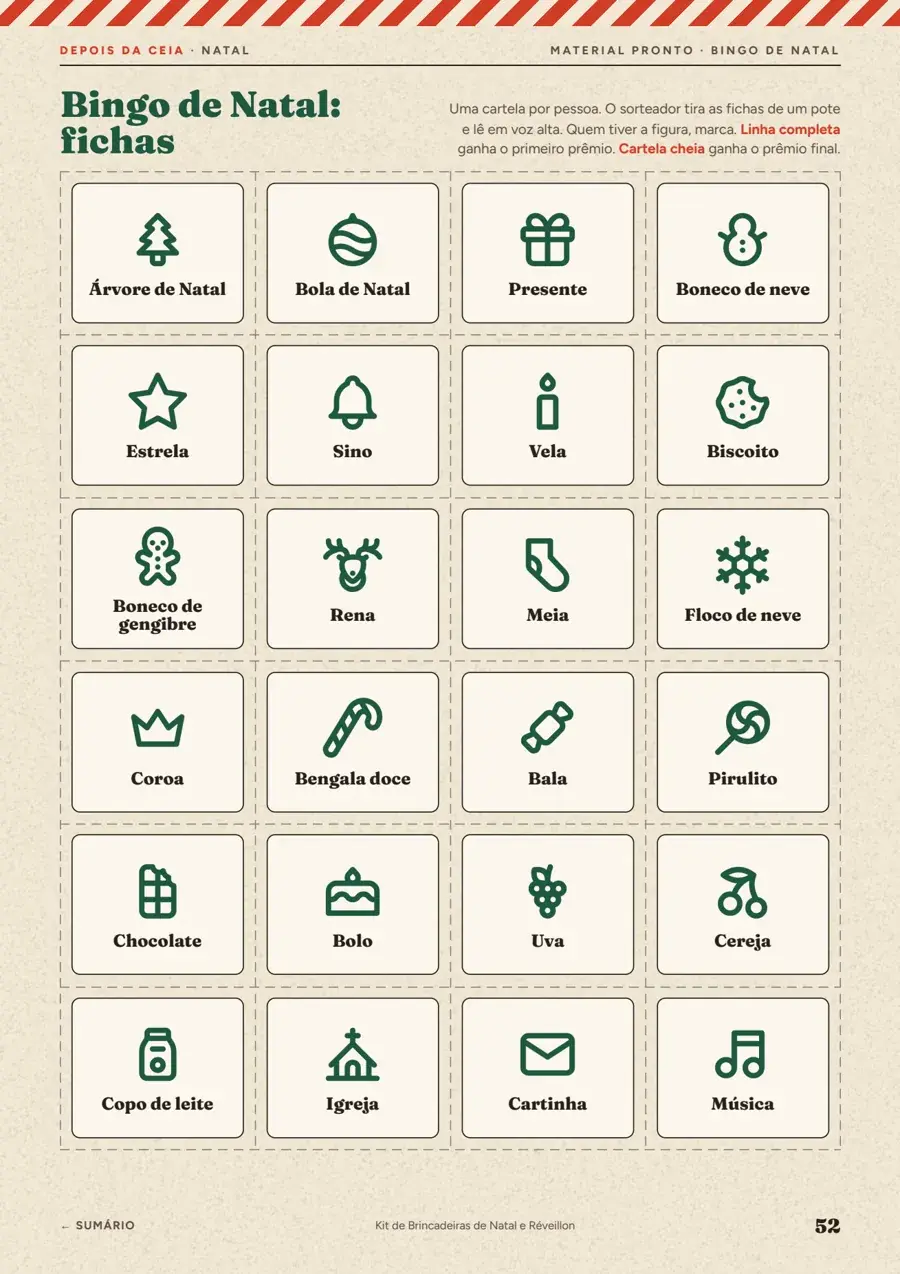 DEPOIS DA CEIA · NATAL
MATERIAL PRONTO · BINGO DE NATAL
Bingo de Natal:
fichas
Uma cartela por pessoa. O sorteador tira as fichas de um pote
e lê em voz alta. Quem tiver a figura, marca. Linha completa
ganha o primeiro prêmio. Cartela cheia ganha o prêmio final.
Árvore de Natal
Bola de Natal
Presente
Boneco de neve
Estrela
Sino
Vela
Biscoito
Boneco de
gengibre
Rena
Meia
Floco de neve
Coroa
Bengala doce
Bala
Pirulito
Chocolate
Bolo
Uva
Cereja
Copo de leite
Igreja
Cartinha
Música
← SUMÁRIO
Kit de Brincadeiras de Natal e Réveillon
52